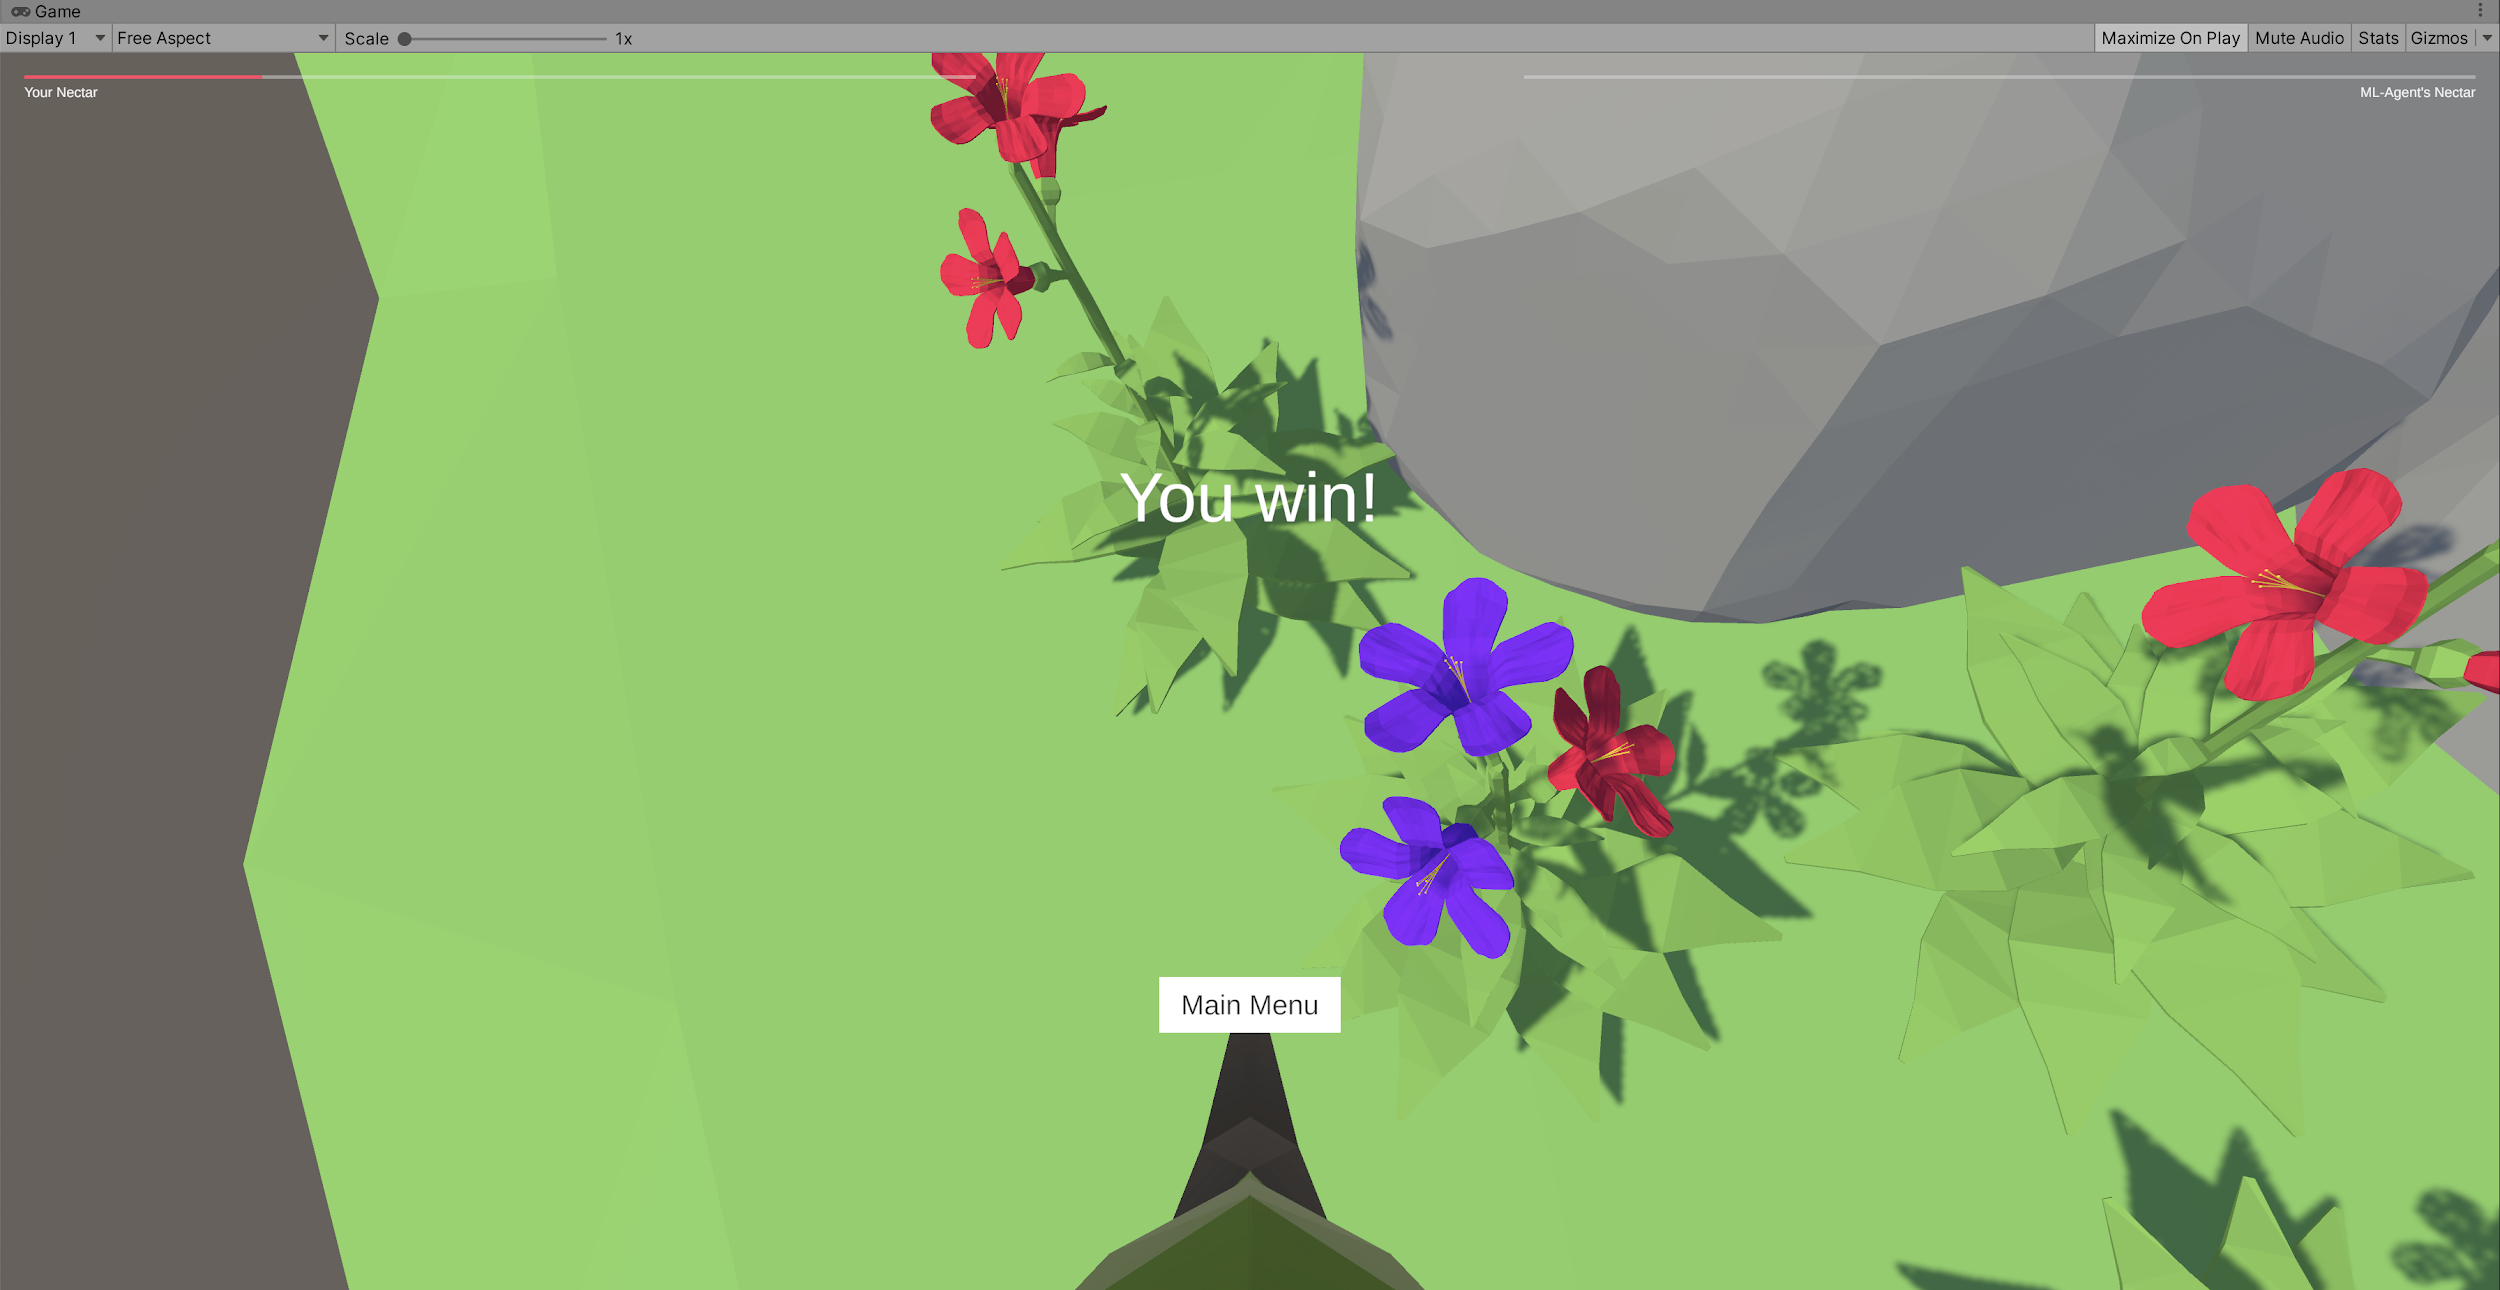 Game
Display 1 Free Aspect Scale 1x Maximize On Play Mute Audio Stats Gizmos
Your Nectar ML-Agent's Nectar
You win!
Main Menu